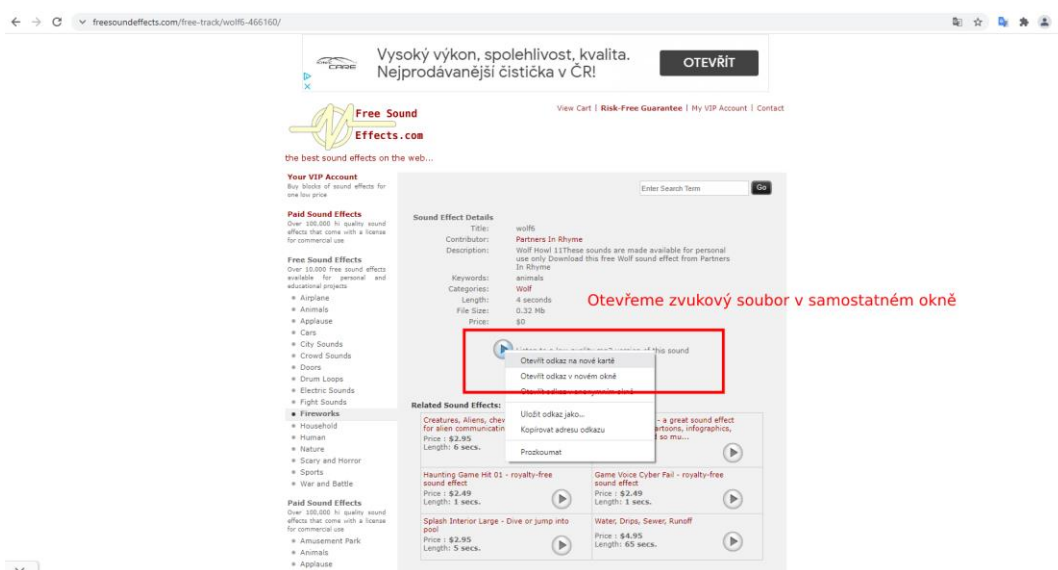 freesoundeffects.com/free-track/wolf6-466160/
CARE
Vysoký výkon, spolehlivost, kvalita.
Nejprodávanější čistička v ČR!
OTEVŘÍT
View Cart | Risk-Free Guarantee | My VIP Account | Contact
Free Sound
Effects.com
the best sound effects on the web...
Your VIP Account
Buy blocks of sound effects for
one low price
Enter Search Term
Go
Paid Sound Effects
Over 100,000 hi quality sound
effects that come with a license
for commercial use
Free Sound Effects
Over 10.000 free sound effects
available for personal and
educational projects
Airplane
Animals
Applause
Cars
City Sounds
Crowd Sounds
Doors
Drum Loops
Electric Sounds
Fight Sounds
Fireworks
Household
Human
Nature
Scary and Horror
Sports
War and Battle
Paid Sound Effects
Over 100,000 hi quality sound
effects that come with a license
for commercial use
Amusement Park
Animals
Applause
Sound Effect Details
Title: wolf6
Contributor: Partners In Rhyme
Description: Wolf Howl 11These sounds are made available for personal
use only Download this free Wolf sound effect from Partners
In Rhyme
Keywords: animals
Categories: Wolf
Length: 4 seconds
File Size: 0.32 Mb
Price: $0
Otevřeme zvukový soubor v samostatném okně
Listen to a low quality mp3 version of this sound
Otevřít odkaz na nové kartě
Otevřít odkaz v novém okně
Otevřít odkaz v anonymním okně
Uložit odkaz jako...
Kopírovat adresu odkazu
Prozkoumat
Related Sound Effects:
Creatures, Aliens, chew
for alien communicatin
Price : $2.95
Length: 6 secs.
- a great sound effect
artoons, infographics,
d so mu...
Haunting Game Hit 01 - royalty-free
sound effect
Price : $2.49
Length: 1 secs.
Game Voice Cyber Fail - royalty-free
sound effect
Price : $2.49
Length: 1 secs.
Splash Interior Large - Dive or jump into
pool
Price : $2.95
Length: 5 secs.
Water, Drips, Sewer, Runoff
Price : $4.95
Length: 65 secs.